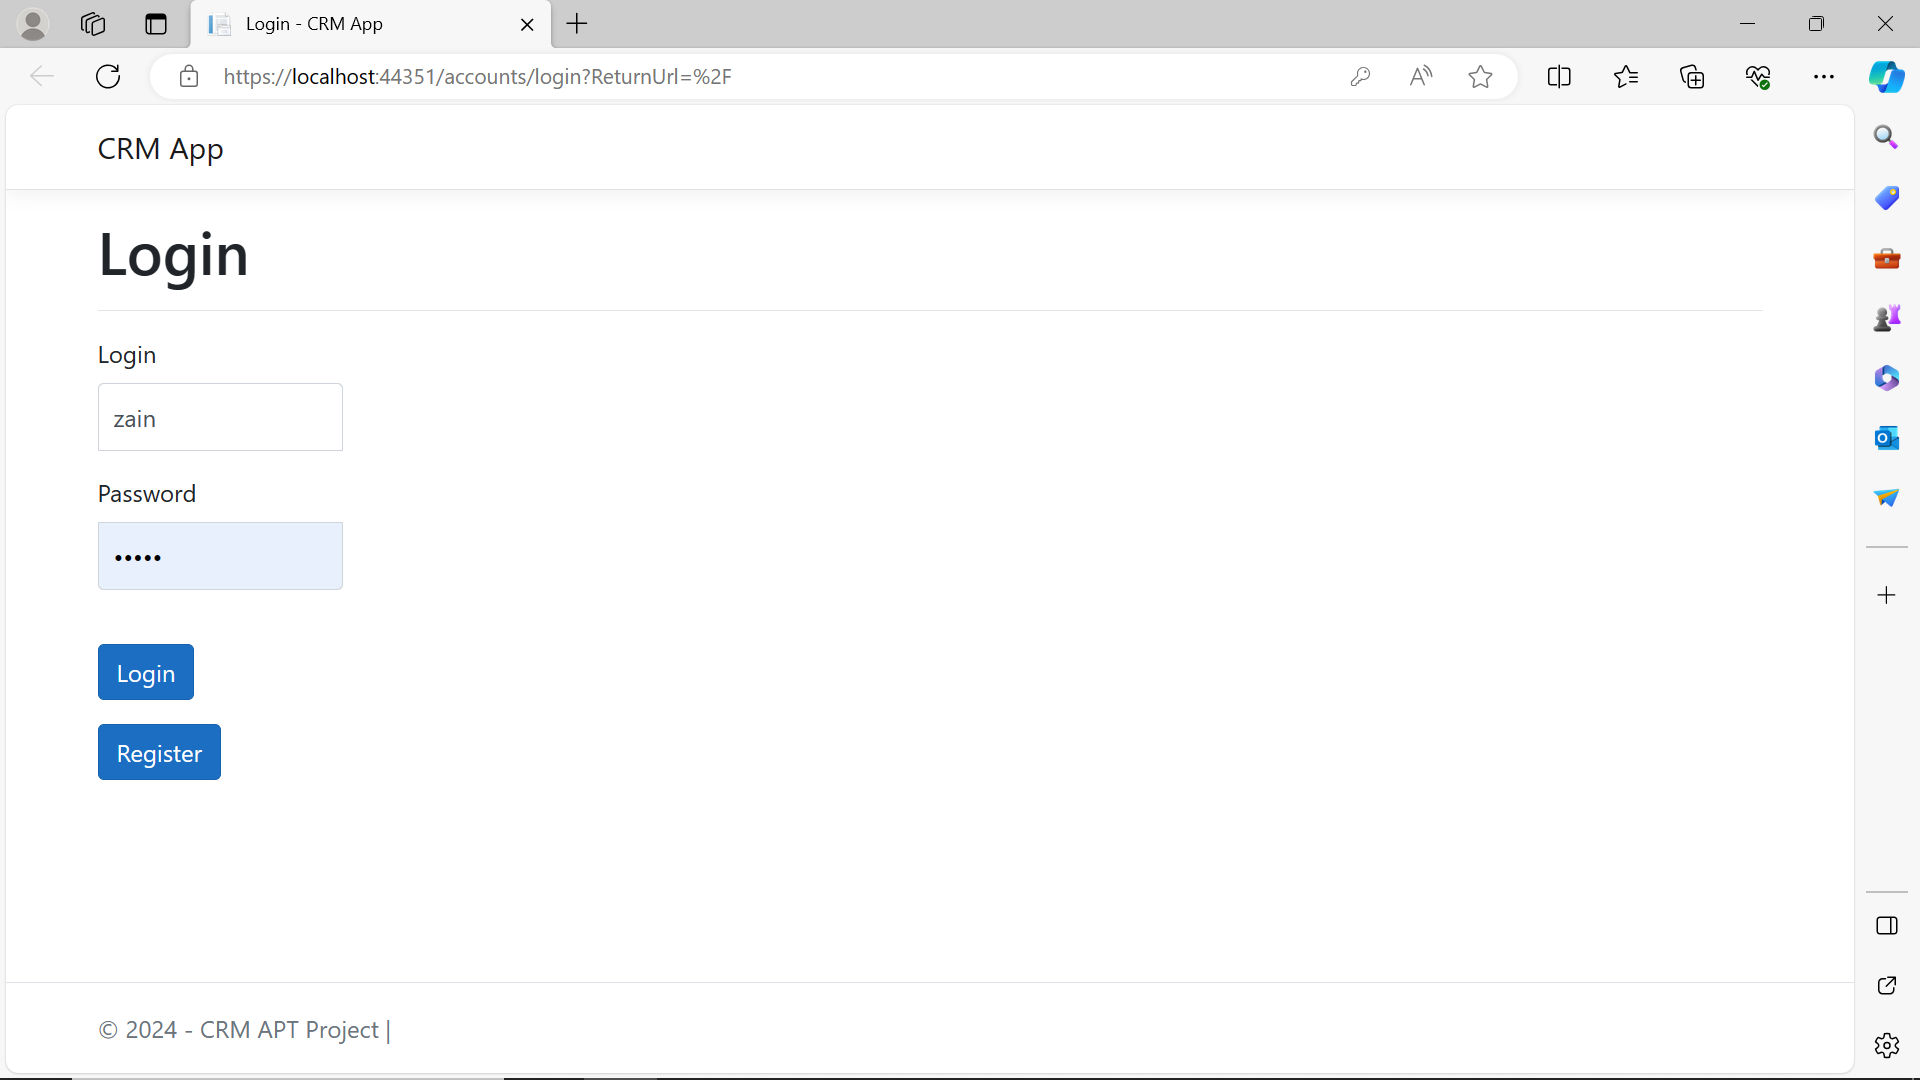 Login - CRM App
https://localhost:44351/accounts/login?ReturnUrl=%2F
CRM App
Login
Login
zain
Password
•••••
Login
Register
© 2024 - CRM APT Project |